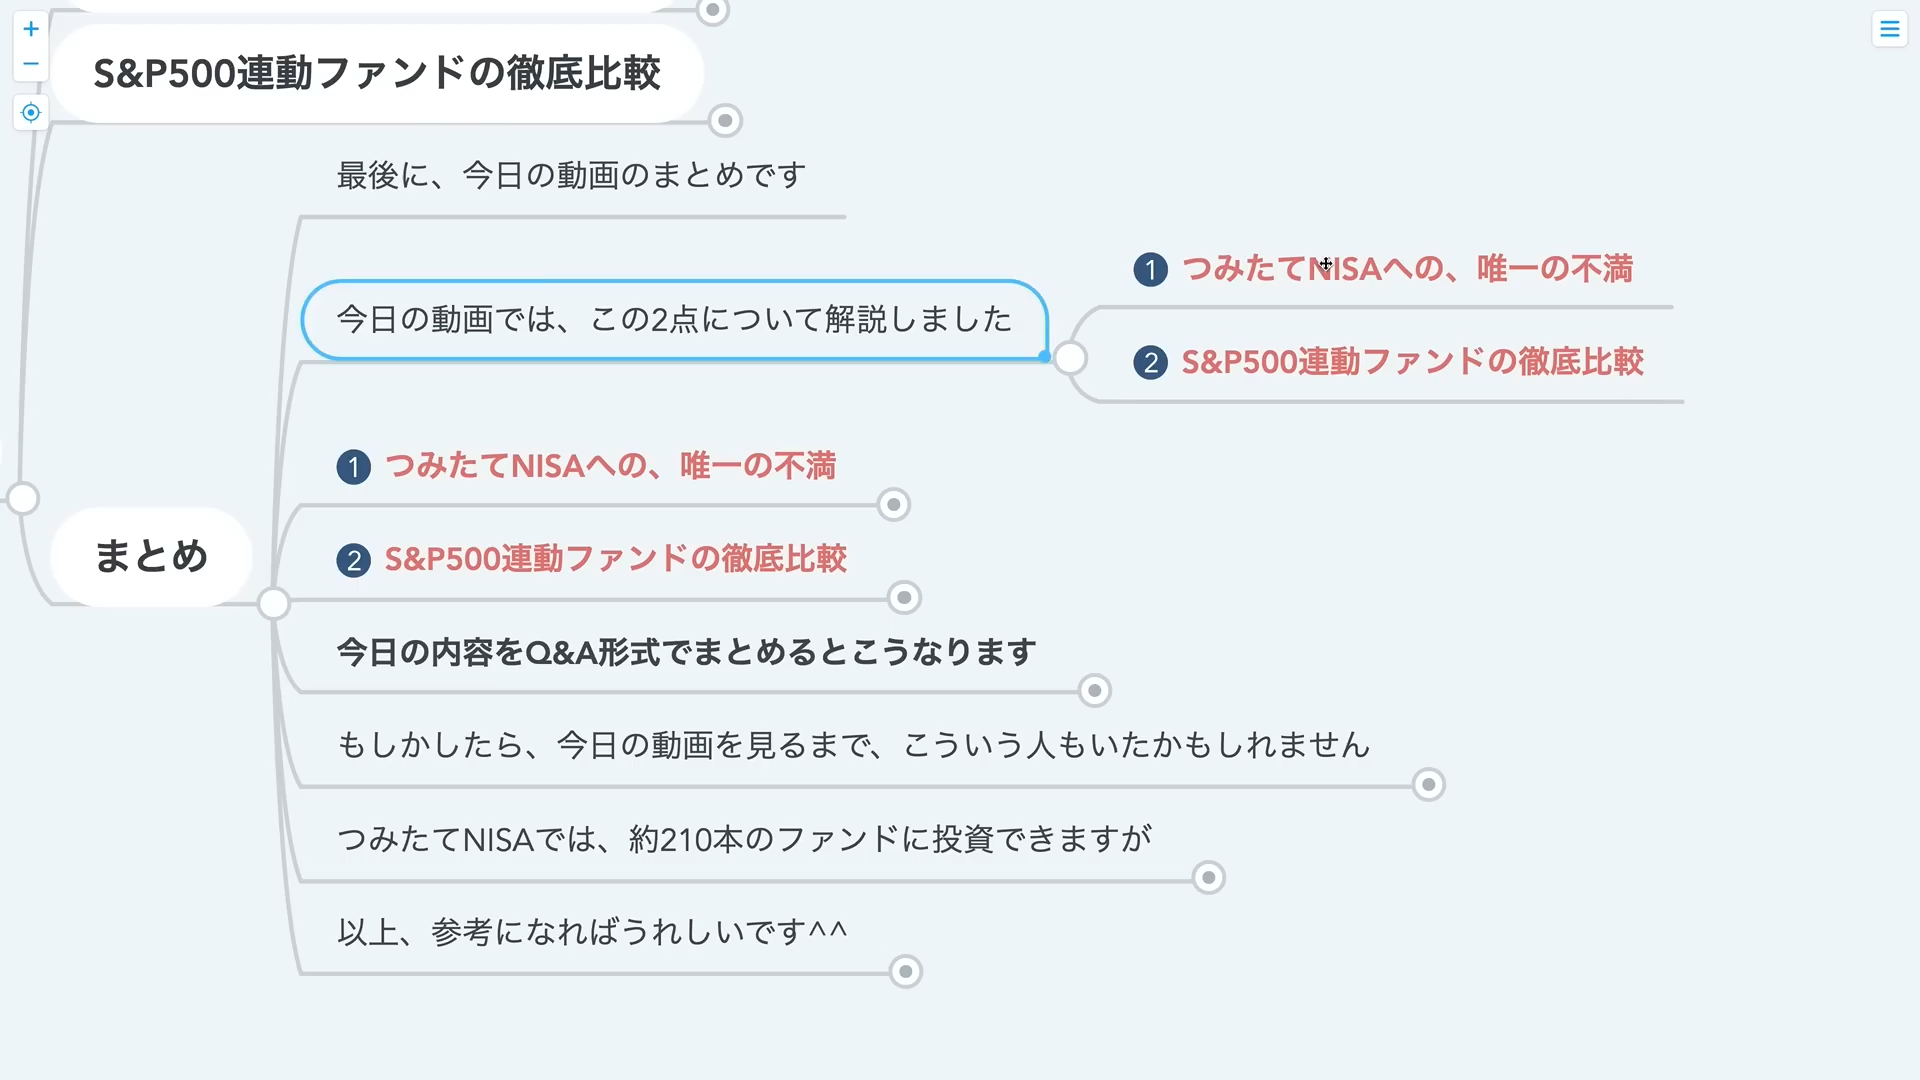 S&P500連動ファンドの徹底比較
最後に、今日の動画のまとめです
今日の動画では、この2点について解説しました
1 つみたてNISAへの、唯一の不満
2 S&P500連動ファンドの徹底比較
1 つみたてNISAへの、唯一の不満
2 S&P500連動ファンドの徹底比較
まとめ
今日の内容をQ&A形式でまとめるとこうなります
もしかしたら、今日の動画を見るまで、こういう人もいたかもしれません
つみたてNISAでは、約210本のファンドに投資できますが
以上、参考になればうれしいです^^